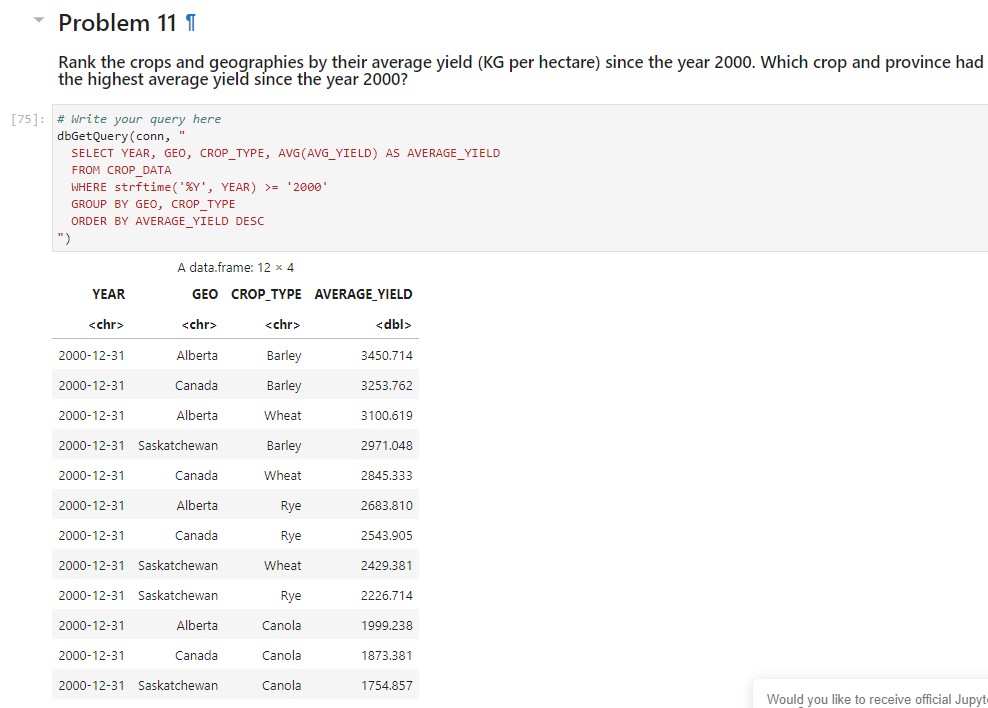 Problem 11 ¶
Rank the crops and geographies by their average yield (KG per hectare) since the year 2000. Which crop and province had
the highest average yield since the year 2000?
[75]: # Write your query here
dbGetQuery(conn, "
SELECT YEAR, GEO, CROP_TYPE, AVG(AVG_YIELD) AS AVERAGE_YIELD
FROM CROP_DATA
WHERE strftime('%Y', YEAR) >= '2000'
GROUP BY GEO, CROP_TYPE
ORDER BY AVERAGE_YIELD DESC
")
A data.frame: 12 × 4
YEAR GEO CROP_TYPE AVERAGE_YIELD
<chr> <chr> <chr> <dbl>
2000-12-31 Alberta Barley 3450.714
2000-12-31 Canada Barley 3253.762
2000-12-31 Alberta Wheat 3100.619
2000-12-31 Saskatchewan Barley 2971.048
2000-12-31 Canada Wheat 2845.333
2000-12-31 Alberta Rye 2683.810
2000-12-31 Canada Rye 2543.905
2000-12-31 Saskatchewan Wheat 2429.381
2000-12-31 Saskatchewan Rye 2226.714
2000-12-31 Alberta Canola 1999.238
2000-12-31 Canada Canola 1873.381
2000-12-31 Saskatchewan Canola 1754.857
Would you like to receive official Jupyt